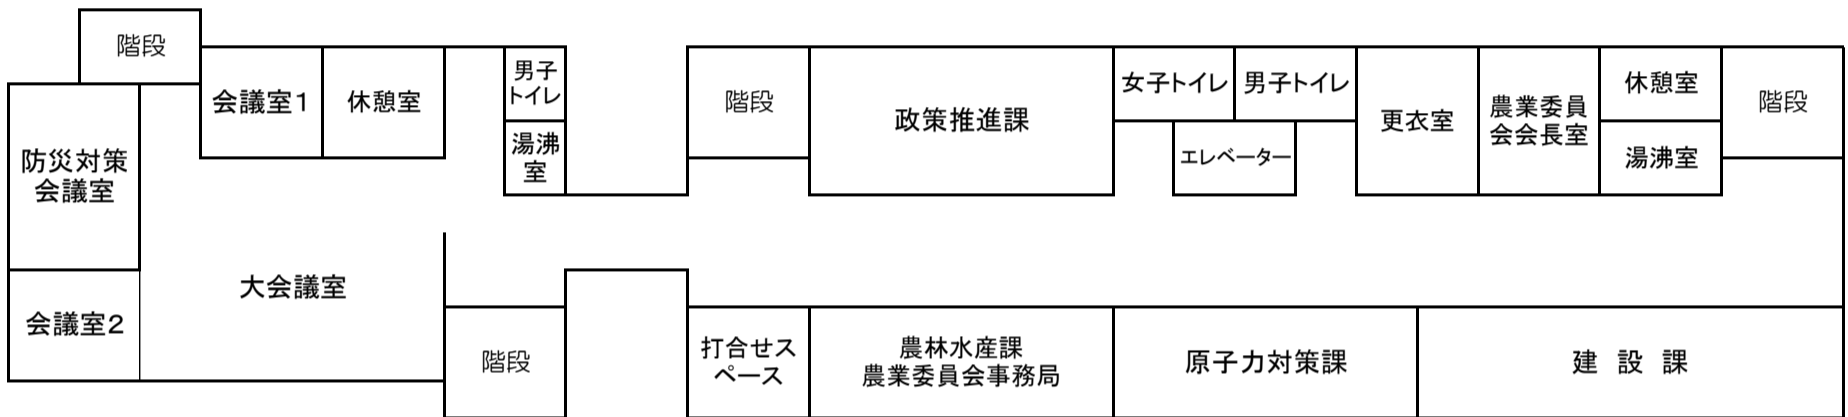 階段
会議室1
休憩室
男子
トイレ
湯沸
室
階段
政策推進課
女子トイレ
男子トイレ
エレベーター
更衣室
農業委員
会会長室
休憩室
湯沸室
階段
防災対策
会議室
会議室2
大会議室
階段
打合せス
ペース
農林水産課
農業委員会事務局
原子力対策課
建 設 課